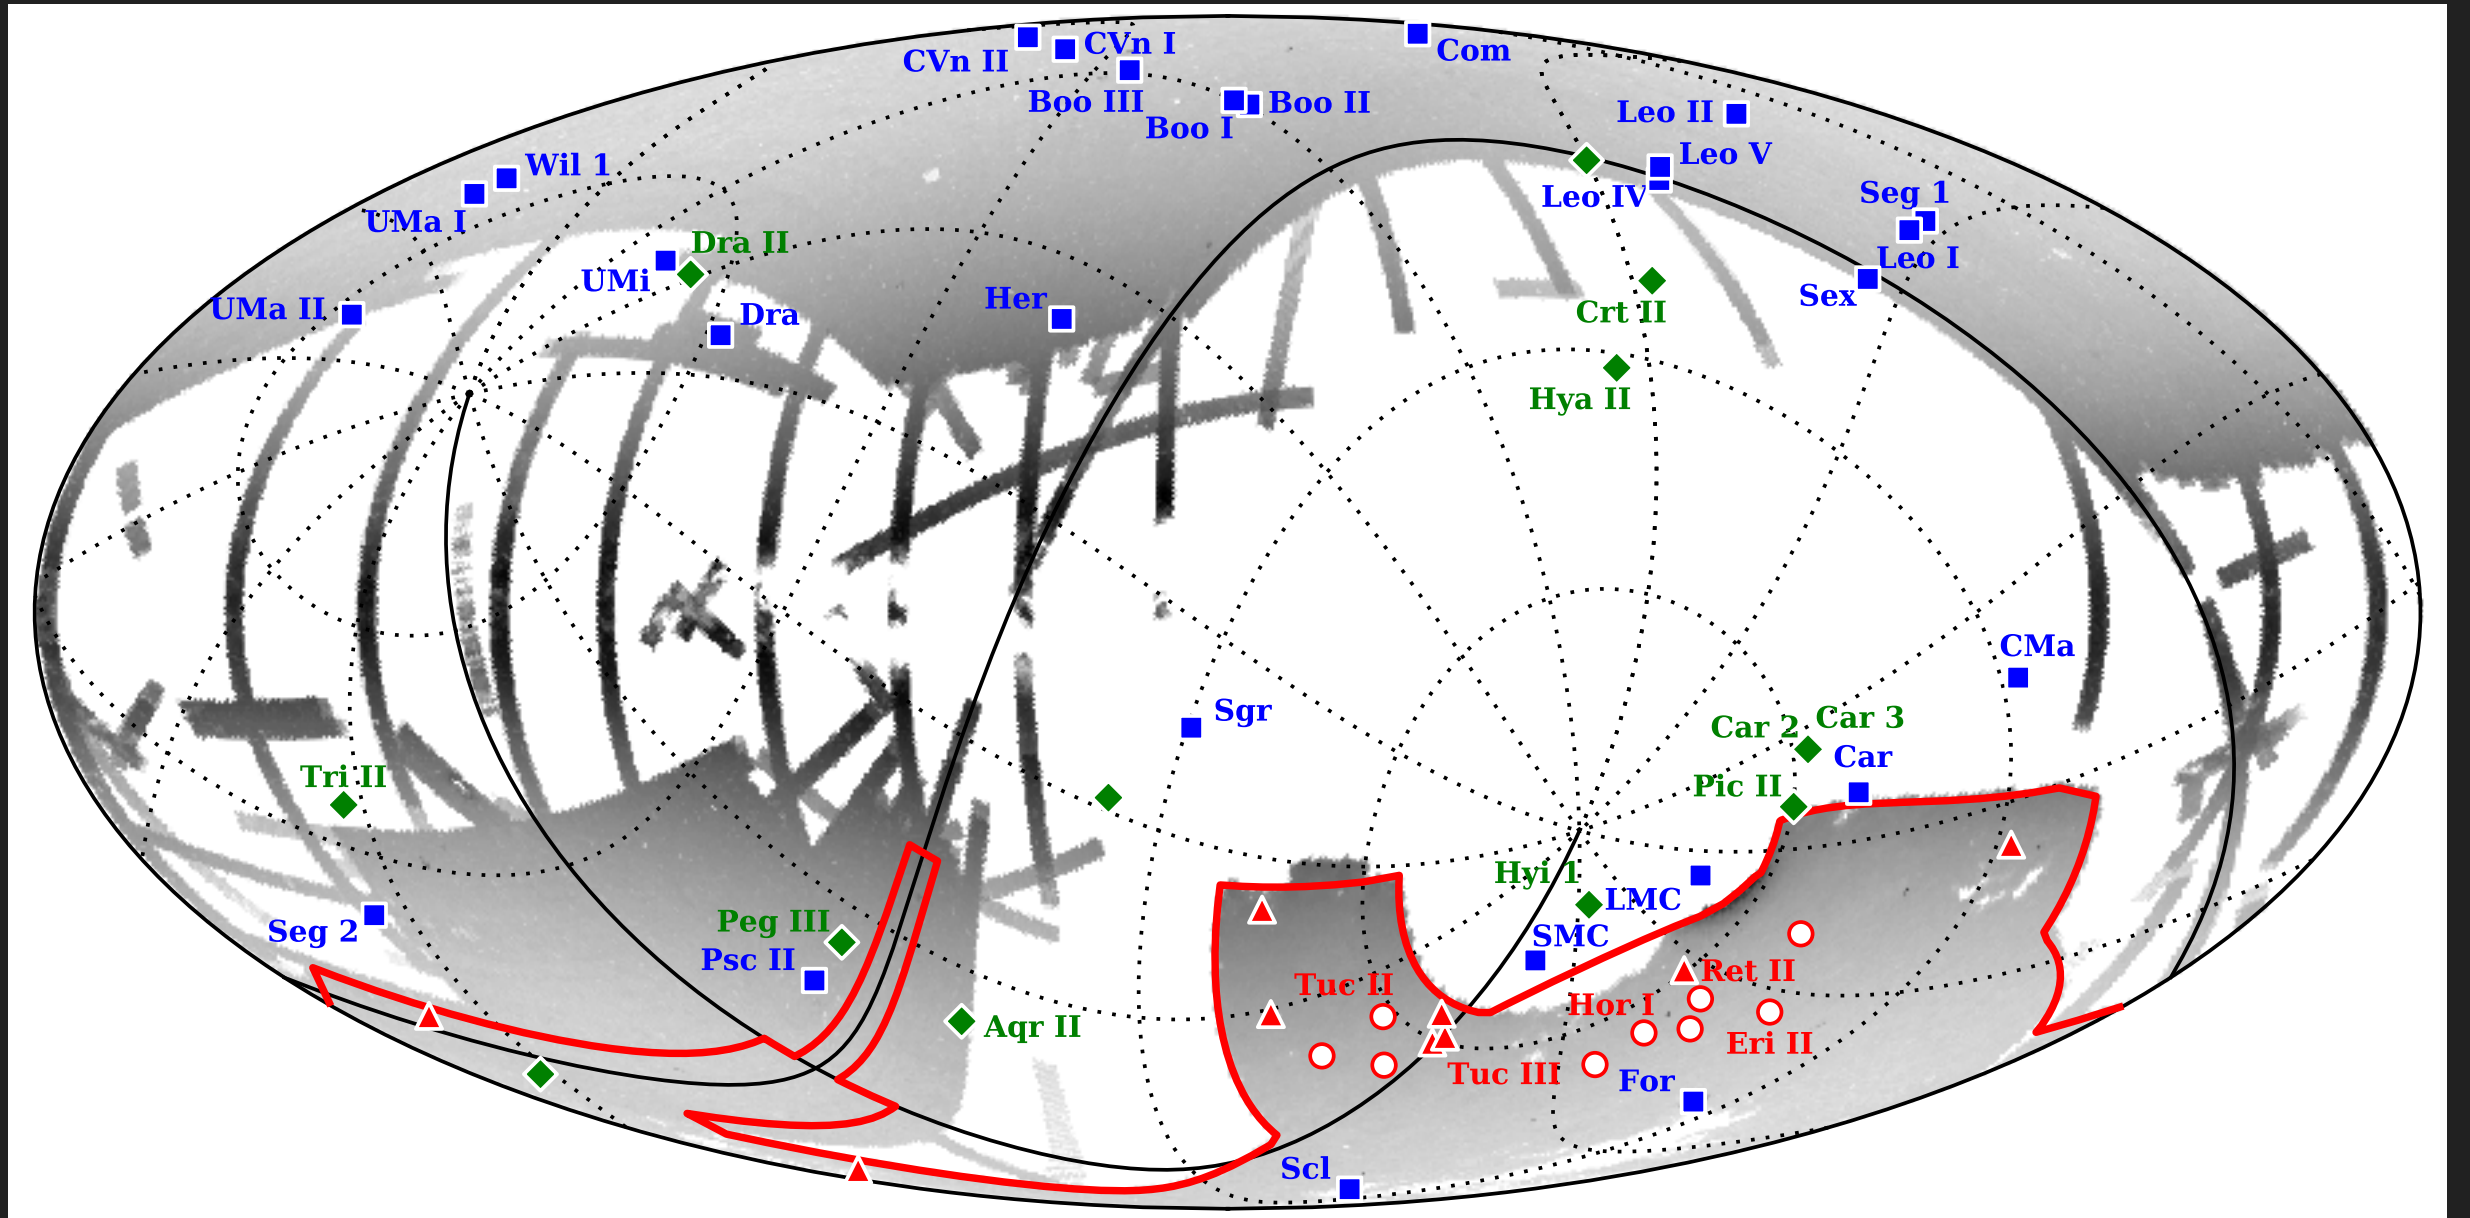 CVn II
CVn I
Com
Boo III
Boo II
Boo I
Leo II
Wil 1
Leo V
UMa I
Leo IV
Seg 1
Dra II
Leo I
UMi
Sex
Her
UMa II
Dra
Crt II
Hya II
CMa
Sgr
Car 2
Car 3
Car
Tri II
Pic II
Hyi 1
LMC
Peg III
Seg 2
SMC
Psc II
Ret II
Tuc II
Hor I
Aqr II
Eri II
Tuc III
For
Scl